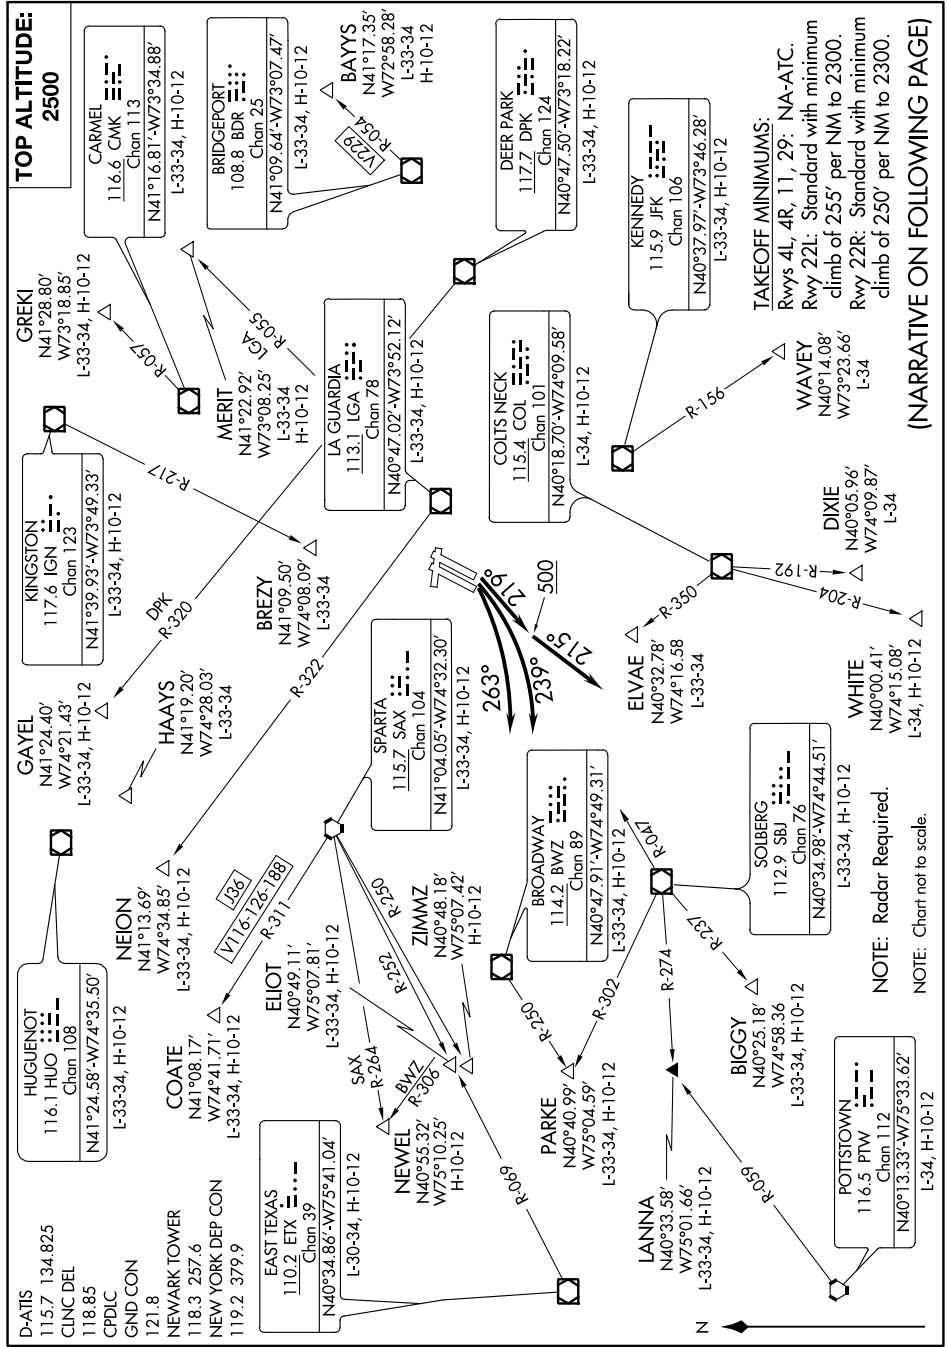 TOP ALTITUDE:
2500
D-ATIS
115.7 134.825
CLNC DEL
118.85
CPDLC
GND CON
121.8
NEWARK TOWER
118.3 257.6
NEW YORK DEP CON
119.2 379.9
HUGUENOT
116.1 HUO
Chan 108
N41°24.58'-W74°35.50'
L-33-34, H-10-12
GAYEL
N41°24.40'
W74°21.43'
L-33-34, H-10-12
HAAYS
N41°19.20'
W74°28.03'
L-33-34
KINGSTON
117.6 IGN
Chan 123
N41°39.93'-W73°49.33'
L-33-34, H-10-12
R-217
GREKI
N41°28.80'
W73°18.85'
L-33-34, H-10-12
R-057
CARMEL
116.6 CMK
Chan 113
N41°16.81'-W73°34.88'
L-33-34, H-10-12
MERIT
N41°22.92'
W73°08.25'
L-33-34
H-10-12
LGA
R-055
BRIDGEPORT
108.8 BDR
Chan 25
N41°09.64'-W73°07.47'
L-33-34, H-10-12
V229
R-054
BAYYS
N41°17.35'
W72°58.28'
L-33-34
H-10-12
NEION
N41°13.69'
W74°34.85'
L-33-34, H-10-12
DPK
R-320
BREZY
N41°09.50'
W74°08.09'
L-33-34
R-322
LA GUARDIA
113.1 LGA
Chan 78
N40°47.02'-W73°52.12'
L-33-34, H-10-12
DEER PARK
117.7 DPK
Chan 124
N40°47.50'-W73°18.22'
L-33-34, H-10-12
COATE
N41°08.17'
W74°41.71'
L-33-34, H-10-12
J36
V116-126-188
R-311
SPARTA
115.7 SAX
Chan 104
N41°04.05'-W74°32.30'
L-33-34, H-10-12
ELIOT
N40°49.11'
W75°07.81'
L-33-34, H-10-12
SAX
R-264
R-252
R-250
ZIMMZ
N40°48.18'
W75°07.42'
H-10-12
BWZ
R-306
NEWEL
N40°55.32'
W75°10.25'
H-10-12
EAST TEXAS
110.2 ETX
Chan 39
N40°34.86'-W75°41.04'
L-30-34, H-10-12
R-069
263°
239°
219°
215°
500
BROADWAY
114.2 BWZ
Chan 89
N40°47.91'-W74°49.31'
L-33-34, H-10-12
R-250
PARKE
N40°40.99'
W75°04.59'
L-33-34, H-10-12
R-302
R-047
R-274
R-237
COLTS NECK
115.4 COL
Chan 101
N40°18.70'-W74°09.58'
L-34, H-10-12
KENNEDY
115.9 JFK
Chan 106
N40°37.97'-W73°46.28'
L-33-34, H-10-12
R-156
WAVEY
N40°14.08'
W73°23.66'
L-34
ELVAE
N40°32.78'
W74°16.58
L-33-34
R-350
R-192
R-204
DIXIE
N40°05.96'
W74°09.87'
L-34
WHITE
N40°00.41'
W74°15.08'
L-34, H-10-12
SOLBERG
112.9 SBJ
Chan 76
N40°34.98'-W74°44.51'
L-33-34, H-10-12
LANNA
N40°33.58'
W75°01.66'
L-33-34, H-10-12
BIGGY
N40°25.18'
W74°58.36
L-33-34, H-10-12
R-059
POTTSTOWN
116.5 PTW
Chan 112
N40°13.33'-W75°33.62'
L-34, H-10-12
N
NOTE: Radar Required.
NOTE: Chart not to scale.
TAKEOFF MINIMUMS:
Rwys 4L, 4R, 11, 29: NA-ATC.
Rwy 22L: Standard with minimum
climb of 255' per NM to 2300.
Rwy 22R: Standard with minimum
climb of 250' per NM to 2300.
(NARRATIVE ON FOLLOWING PAGE)